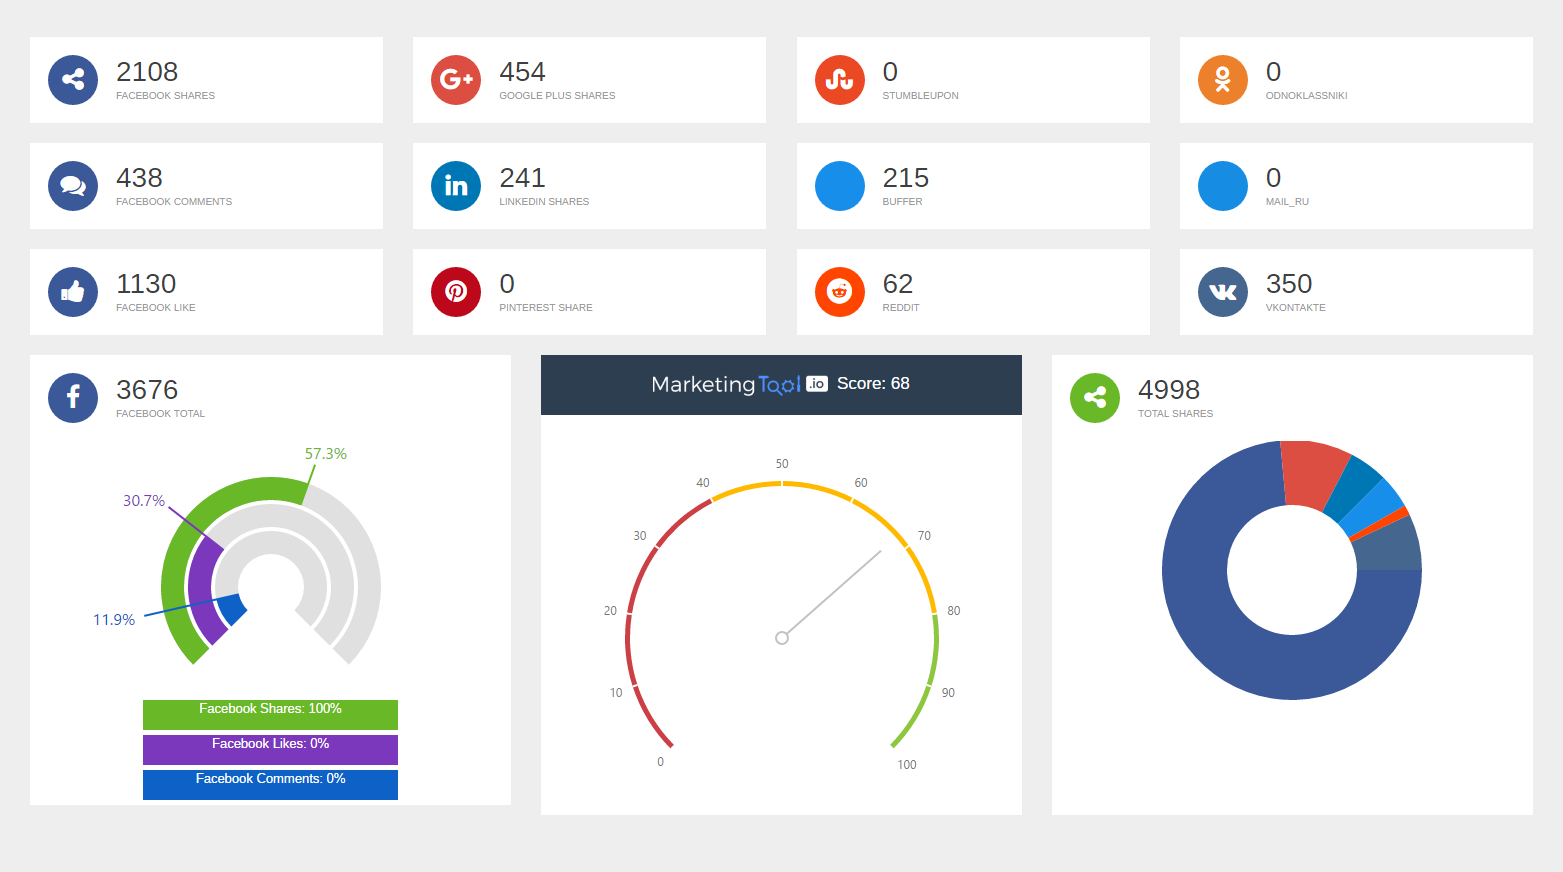 2108
FACEBOOK SHARES
454
GOOGLE PLUS SHARES
0
STUMBLEUPON
0
ODNOKLASSNIKI
438
FACEBOOK COMMENTS
241
LINKEDIN SHARES
215
BUFFER
0
MAIL_RU
1130
FACEBOOK LIKE
0
PINTEREST SHARE
62
REDDIT
350
VKONTAKTE
3676
FACEBOOK TOTAL
57.3%
30.7%
11.9%
Facebook Shares: 100%
Facebook Likes: 0%
Facebook Comments: 0%
MarketingTool.io Score: 68
0
10
20
30
40
50
60
70
80
90
100
4998
TOTAL SHARES